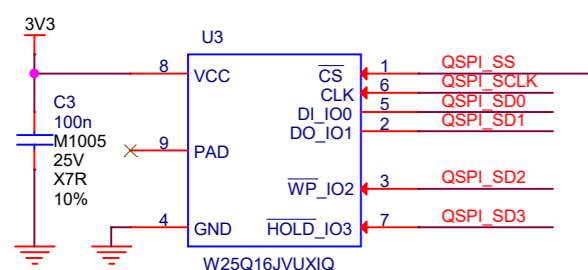 3V3
U3
8 VCC
CS 1 QSPI_SS
CLK 6 QSPI_SCLK
DI_IO0 5 QSPI_SD0
DO_IO1 2 QSPI_SD1
C3
100n
M1005
25V
X7R
10%
9 PAD
WP_IO2 3 QSPI_SD2
4 GND
HOLD_IO3 7 QSPI_SD3
W25Q16JVUXIQ